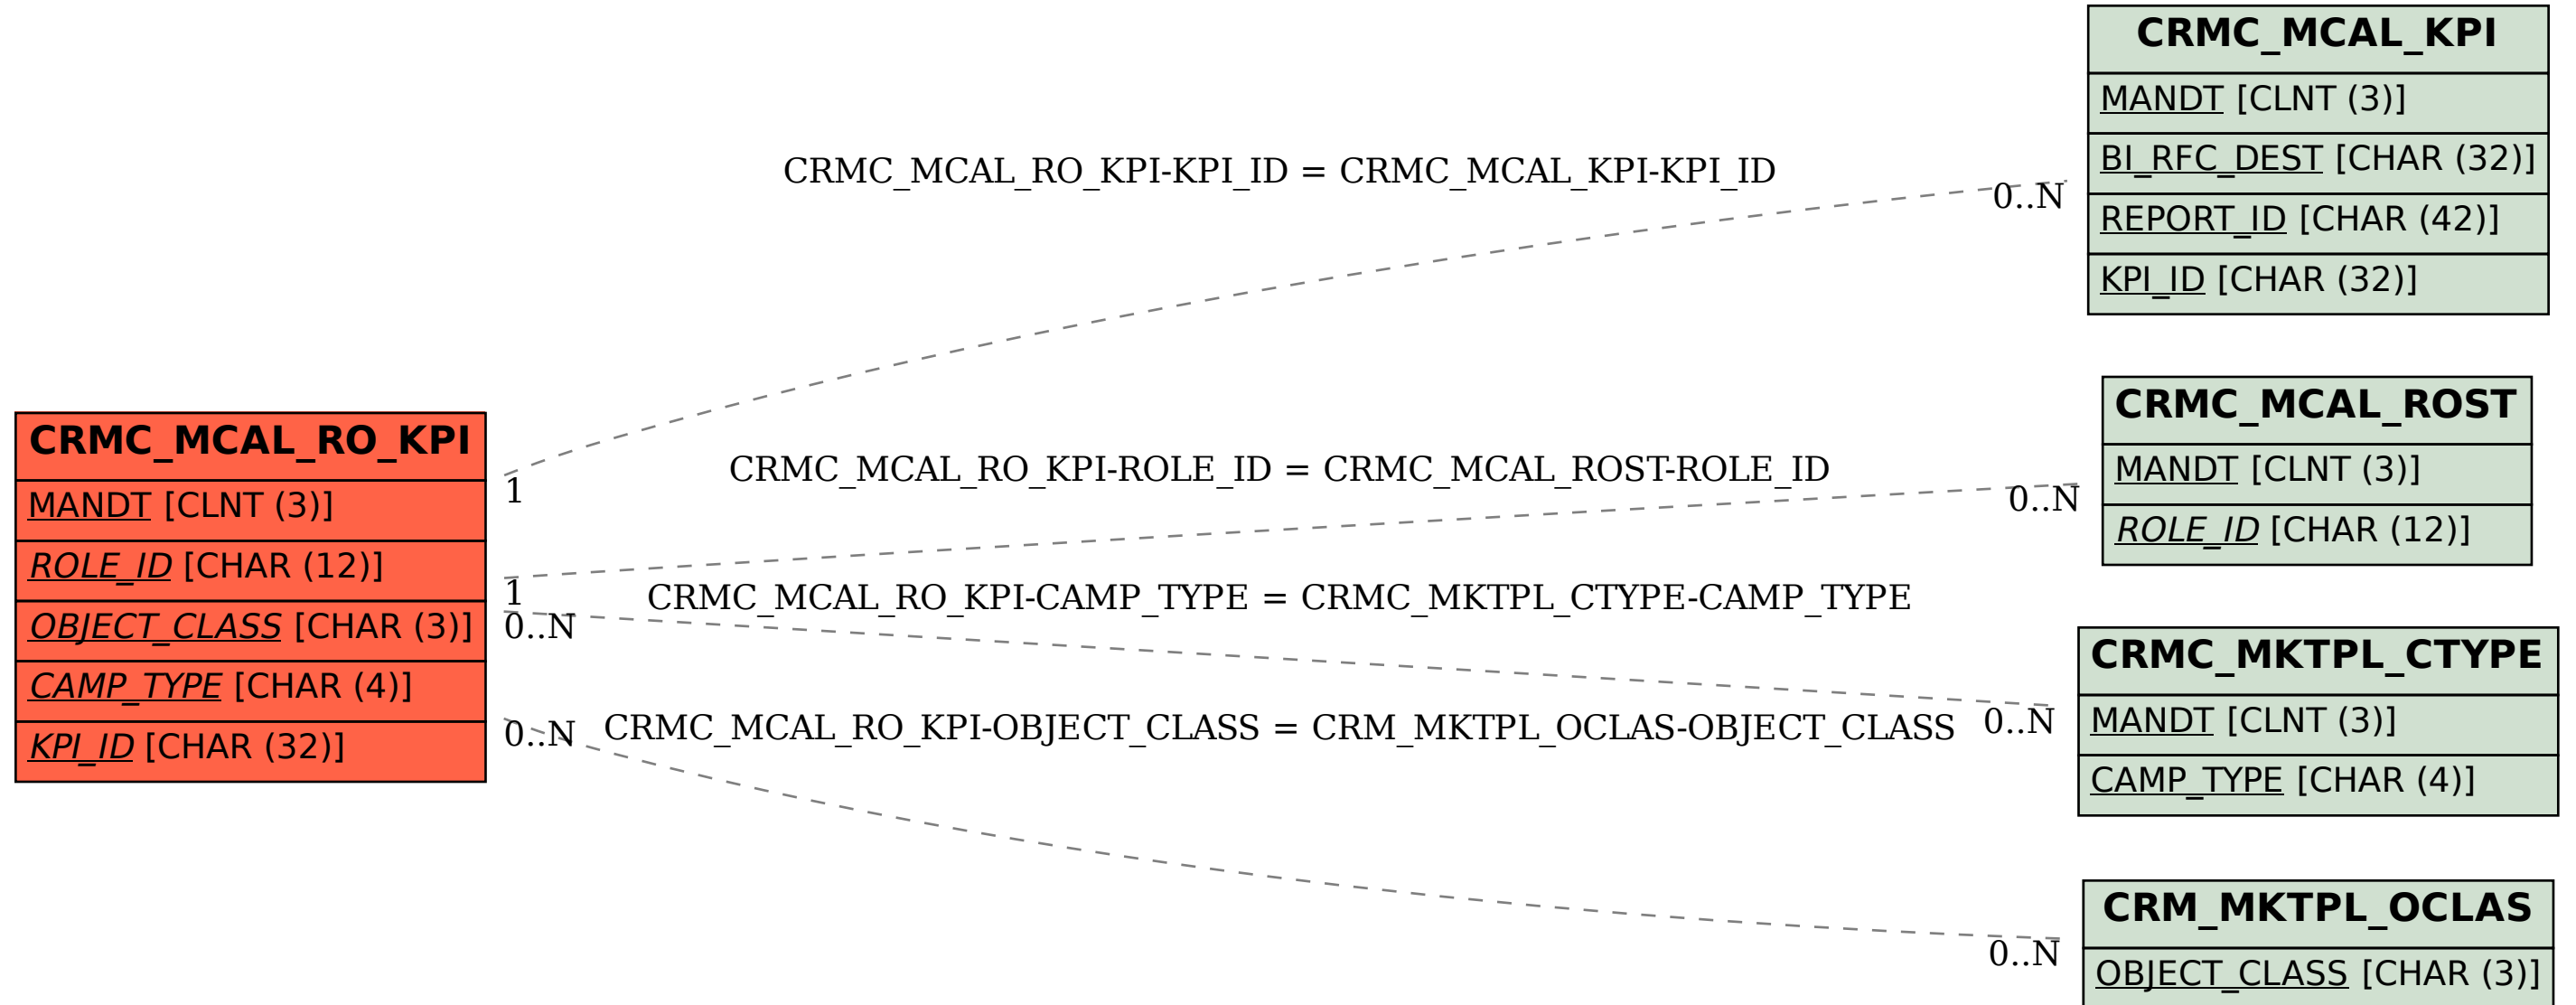 CRMC_MCAL_KPI
MANDT [CLNT (3)]
BI_RFC_DEST [CHAR (32)]
REPORT_ID [CHAR (42)]
KPI_ID [CHAR (32)]
CRMC_MCAL_RO_KPI-KPI_ID = CRMC_MCAL_KPI-KPI_ID
0..N
1
CRMC_MCAL_RO_KPI
MANDT [CLNT (3)]
ROLE_ID [CHAR (12)]
OBJECT_CLASS [CHAR (3)]
CAMP_TYPE [CHAR (4)]
KPI_ID [CHAR (32)]
CRMC_MCAL_RO_KPI-ROLE_ID = CRMC_MCAL_ROST-ROLE_ID
0..N
1
CRMC_MCAL_ROST
MANDT [CLNT (3)]
ROLE_ID [CHAR (12)]
CRMC_MCAL_RO_KPI-CAMP_TYPE = CRMC_MKTPL_CTYPE-CAMP_TYPE
0..N
0..N
CRMC_MKTPL_CTYPE
MANDT [CLNT (3)]
CAMP_TYPE [CHAR (4)]
CRMC_MCAL_RO_KPI-OBJECT_CLASS = CRM_MKTPL_OCLAS-OBJECT_CLASS
0..N
0..N
CRM_MKTPL_OCLAS
OBJECT_CLASS [CHAR (3)]